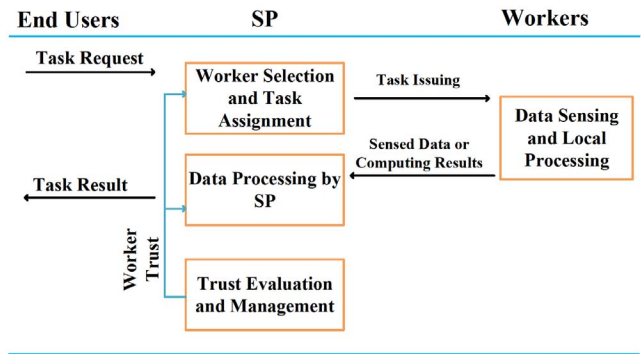 End Users
SP
Workers
Task Request
Worker Selection
and Task
Assignment
Task Issuing
Data Sensing
and Local
Processing
Sensed Data or
Computing Results
Task Result
Data Processing by
SP
Worker
Trust
Trust Evaluation
and Management